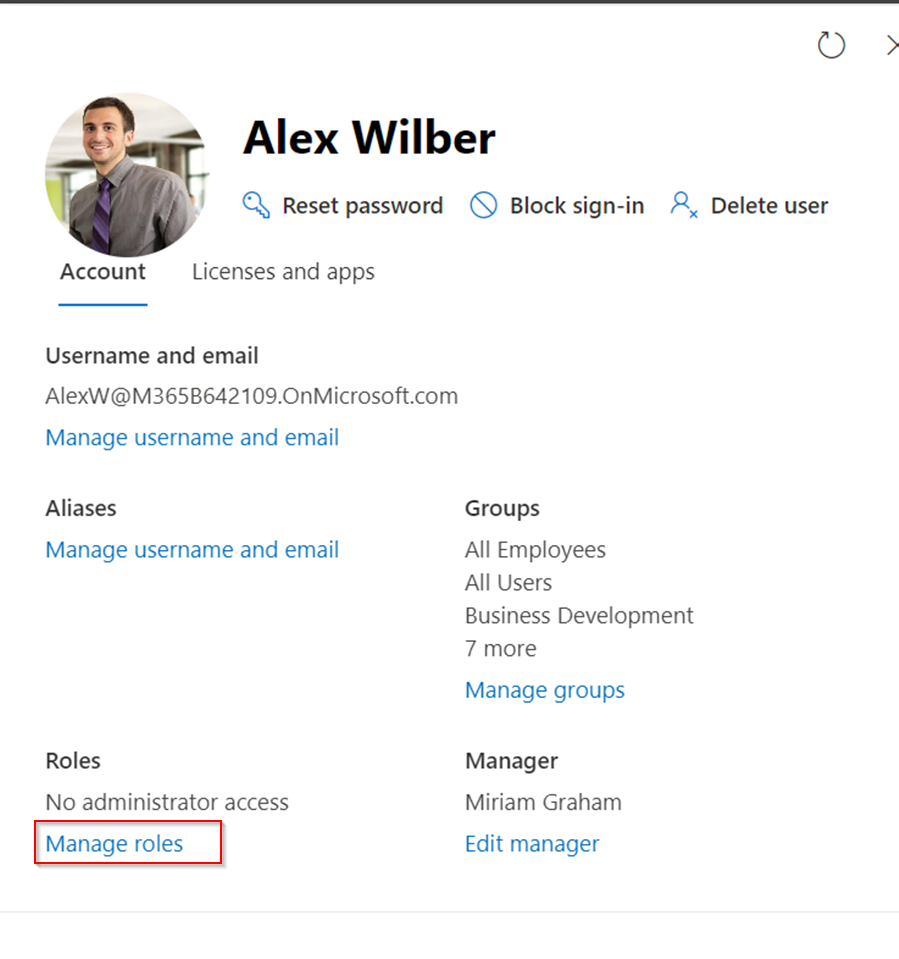 Alex Wilber
Reset password
Block sign-in
Delete user
Account
Licenses and apps
Username and email
AlexW@M365B642109.OnMicrosoft.com
Manage username and email
Aliases
Manage username and email
Groups
All Employees
All Users
Business Development
7 more
Manage groups
Roles
No administrator access
Manage roles
Manager
Miriam Graham
Edit manager